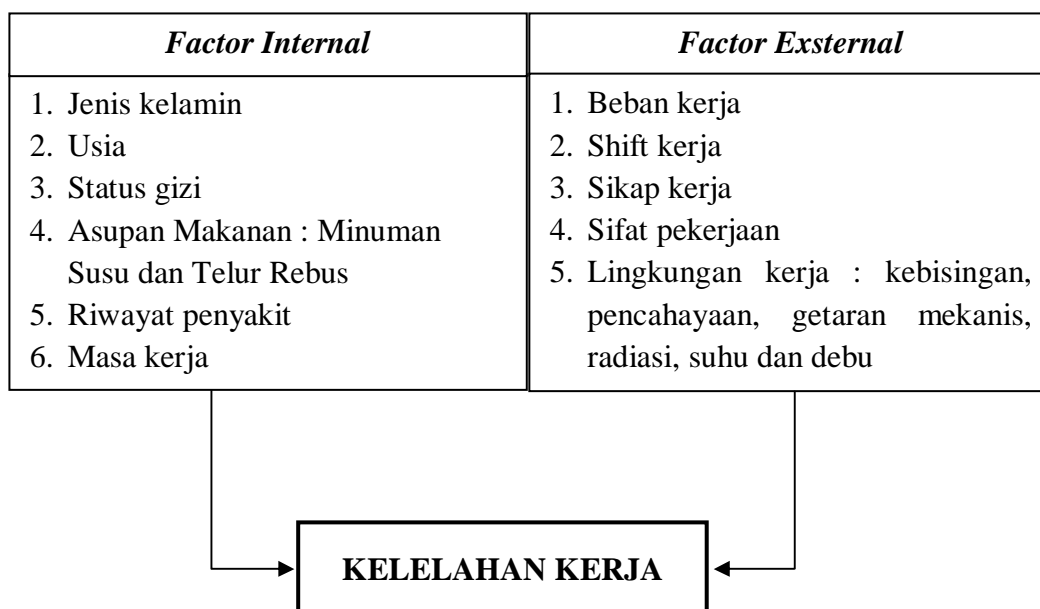 Factor Internal
1. Jenis kelamin
2. Usia
3. Status gizi
4. Asupan Makanan : Minuman
Susu dan Telur Rebus
5. Riwayat penyakit
6. Masa kerja
Factor Exsternal
1. Beban kerja
2. Shift kerja
3. Sikap kerja
4. Sifat pekerjaan
5. Lingkungan kerja : kebisingan,
pencahayaan, getaran mekanis,
radiasi, suhu dan debu
KELELAHAN KERJA